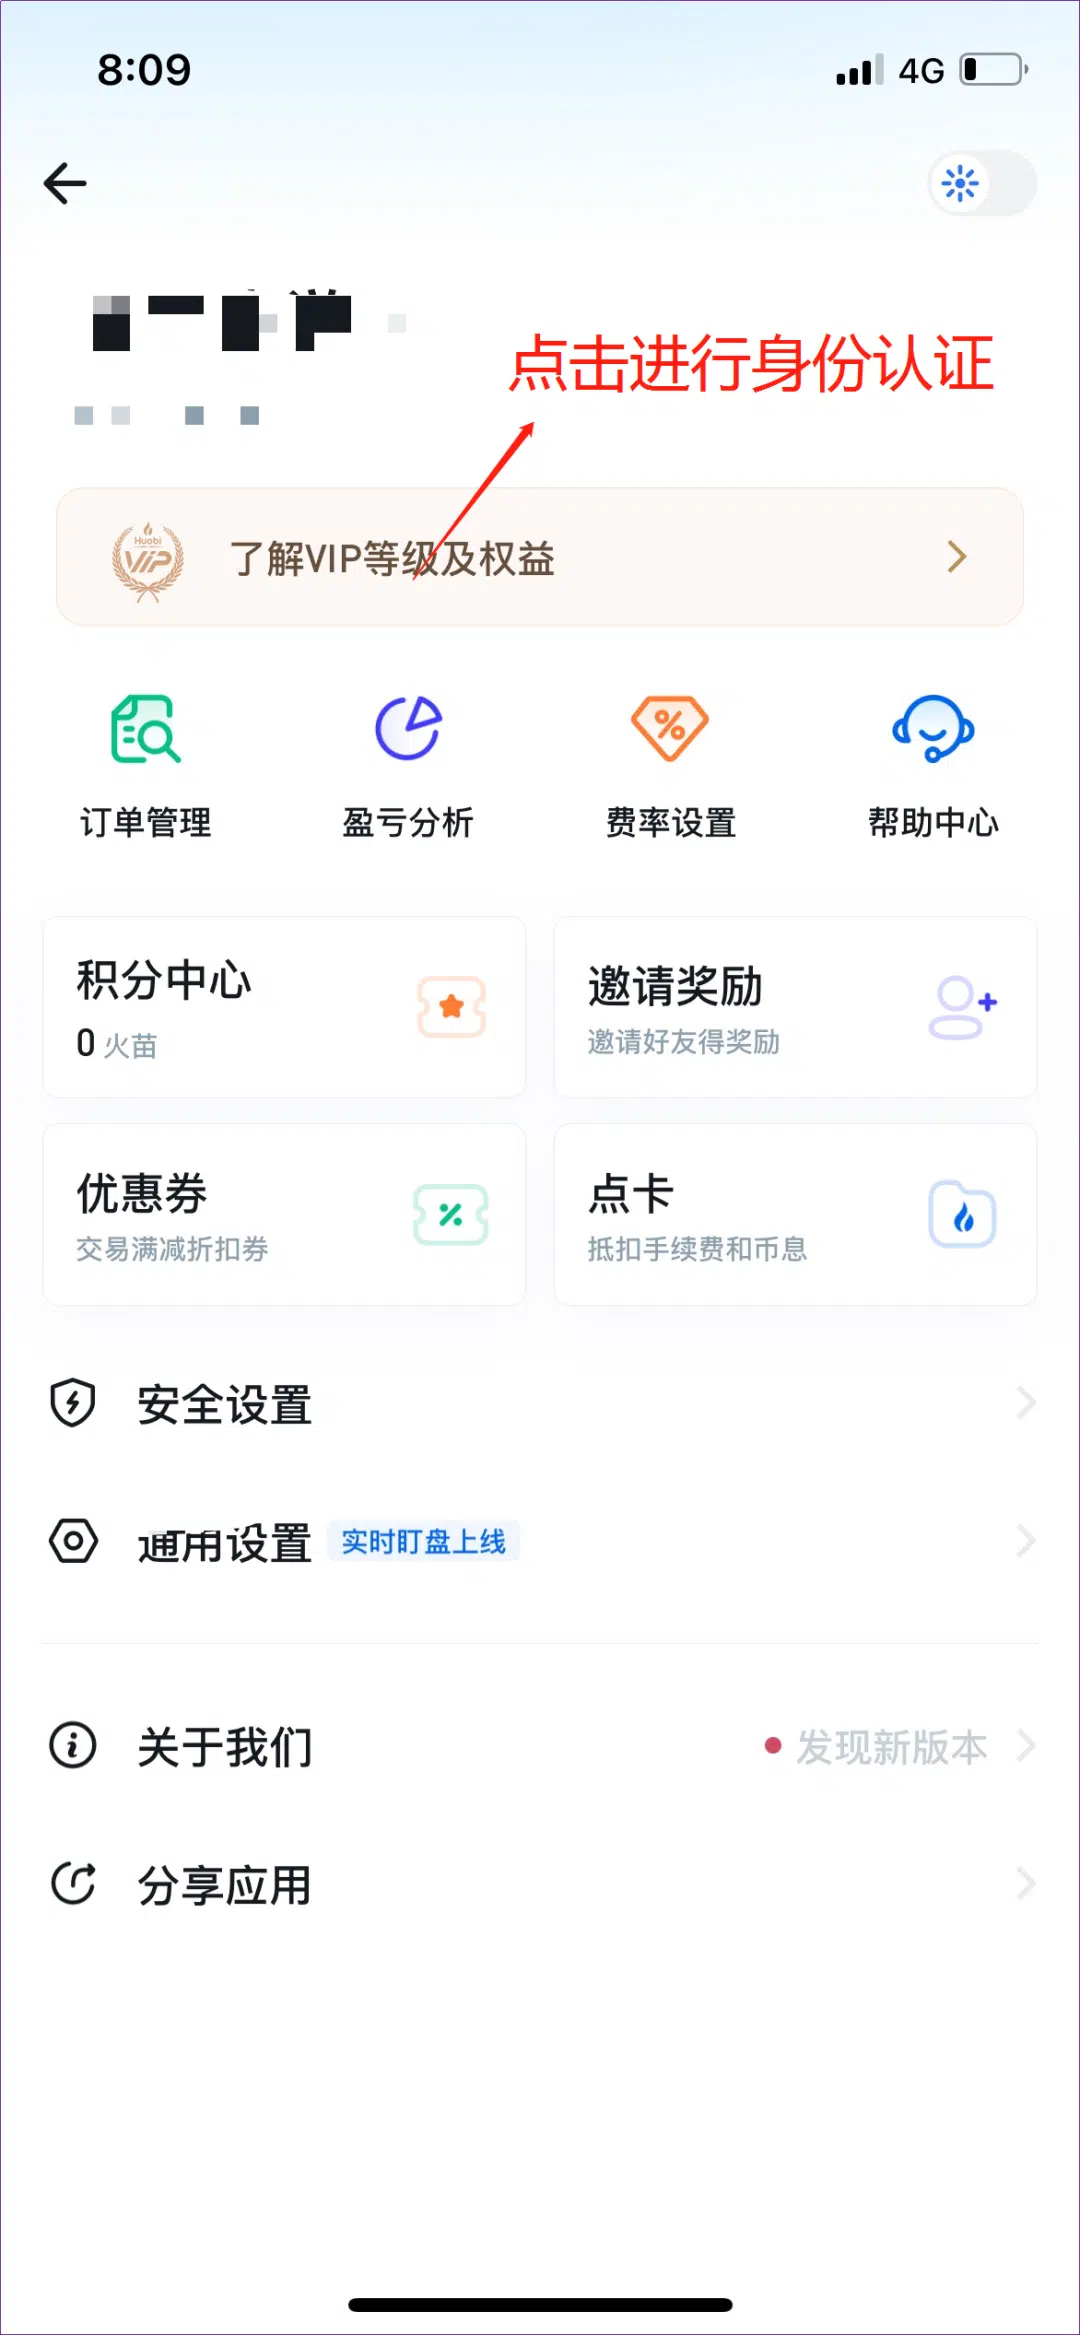 8:09
4G
点击进行身份认证
Huobi
VIP
了解VIP等级及权益
订单管理
盈亏分析
费率设置
帮助中心
积分中心
0 火苗
邀请奖励
邀请好友得奖励
优惠券
交易满减折扣券
点卡
抵扣手续费和币息
安全设置
通用设置 实时盯盘上线
关于我们
发现新版本
分享应用